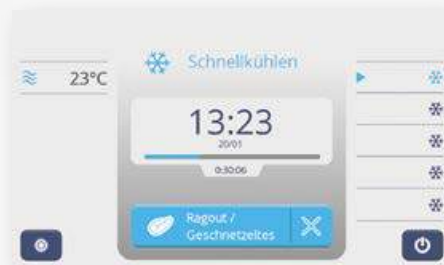 Schnellkühlen
23°C
13:23
20/01
0:30:06
Ragout /
Geschnetzeltes